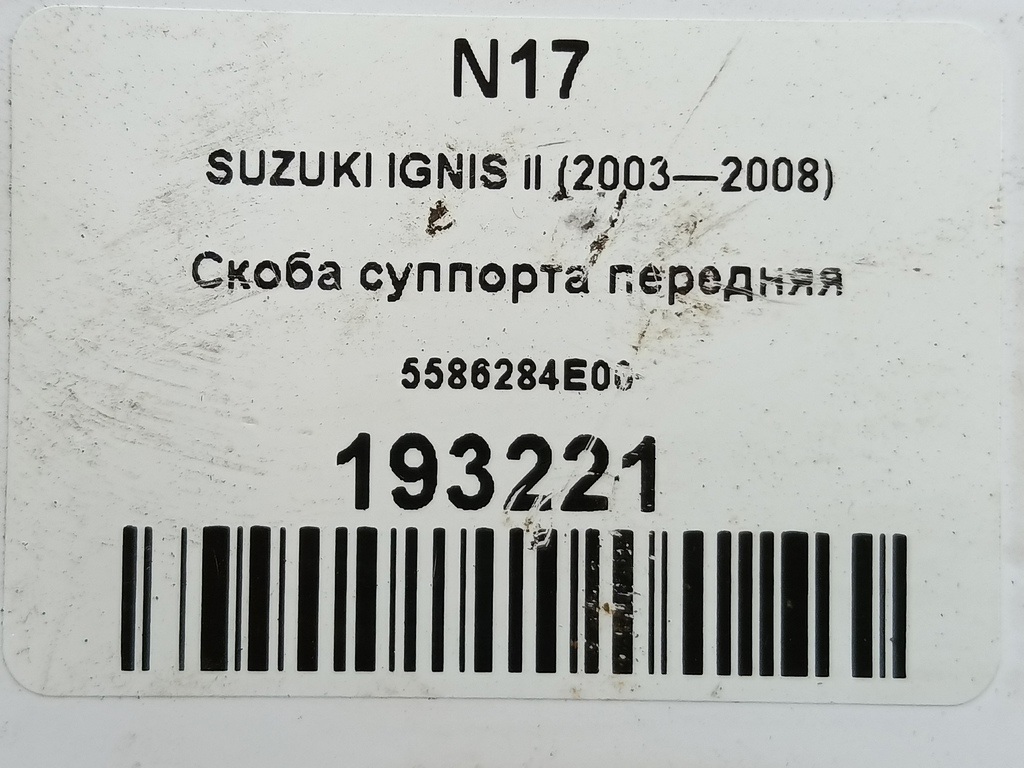 N17
SUZUKI IGNIS II (2003—2008)
Скоба суппорта передняя
5586284E00
193221